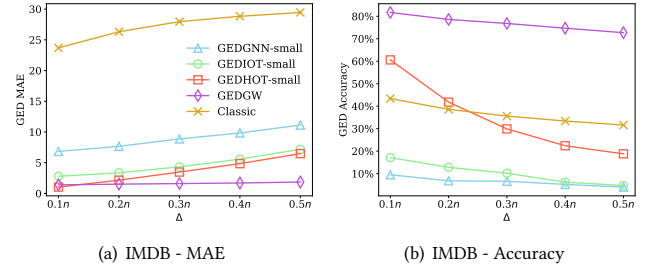 30
25
20
15
10
5
0
GED MAE
GEDGNN-small
GEDIOT-small
GEDHOT-small
GEDGW
Classic
0.1n 0.2n 0.3n 0.4n 0.5n
Δ
(a) IMDB - MAE
80%
70%
60%
50%
40%
30%
20%
10%
GED Accuracy
0.1n 0.2n 0.3n 0.4n 0.5n
Δ
(b) IMDB - Accuracy